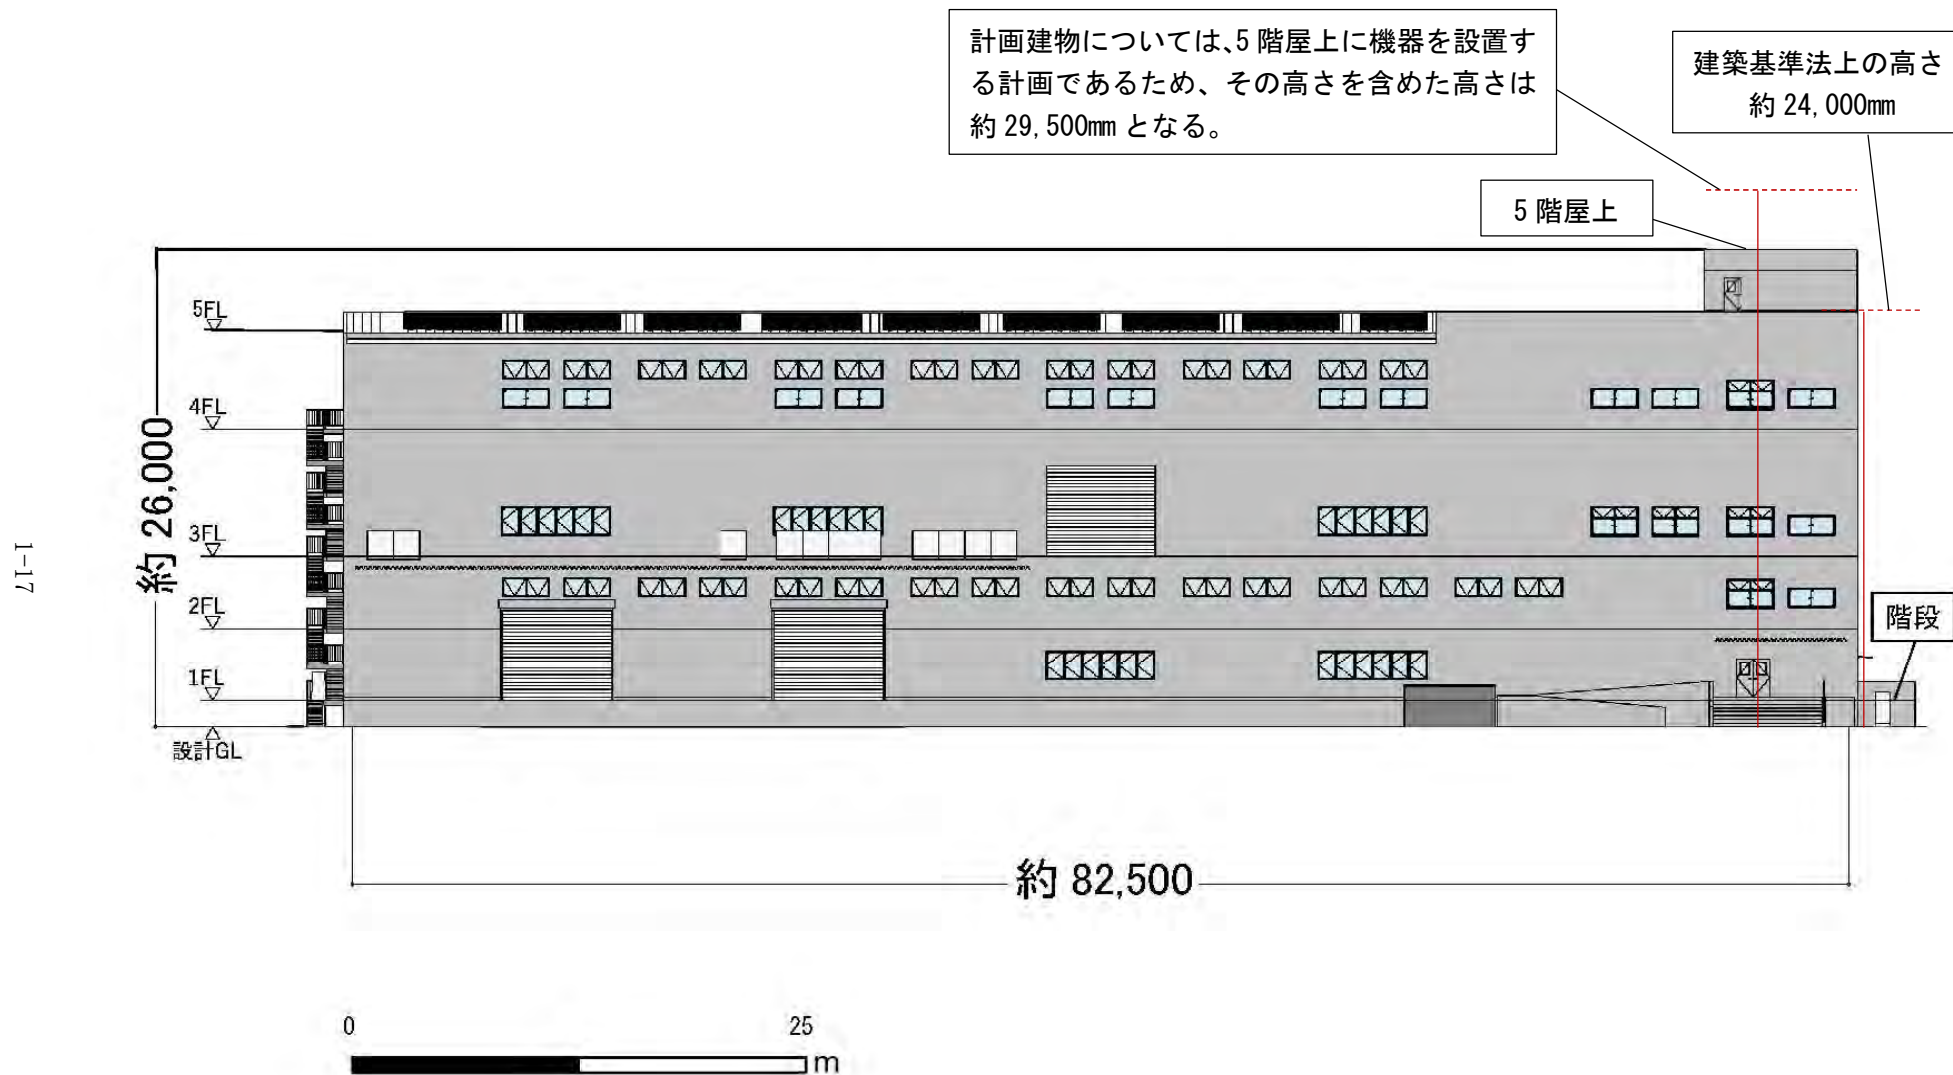 計画建物については、5階屋上に機器を設置す
る計画であるため、その高さを含めた高さは
約29,500mmとなる。
建築基準法上の高さ
約24,000mm
5階屋上
5FL
4FL
3FL
2FL
1FL
設計GL
約26,000
階段
約82,500
0
25
m
1-17